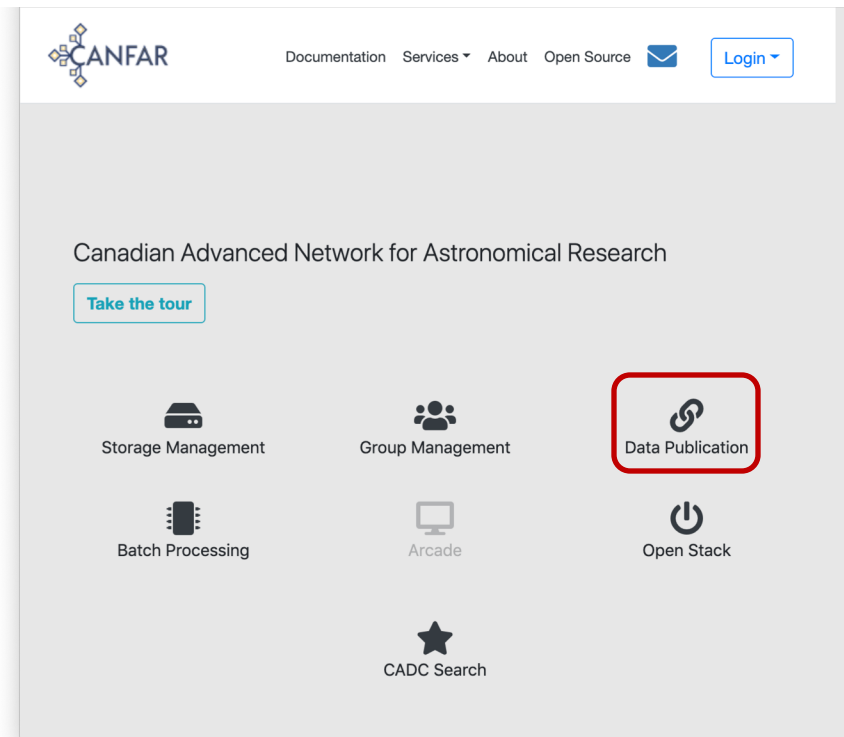 CANFAR
Documentation Services About Open Source Login
Canadian Advanced Network for Astronomical Research
Take the tour
Storage Management Group Management Data Publication
Batch Processing Arcade Open Stack
CADC Search